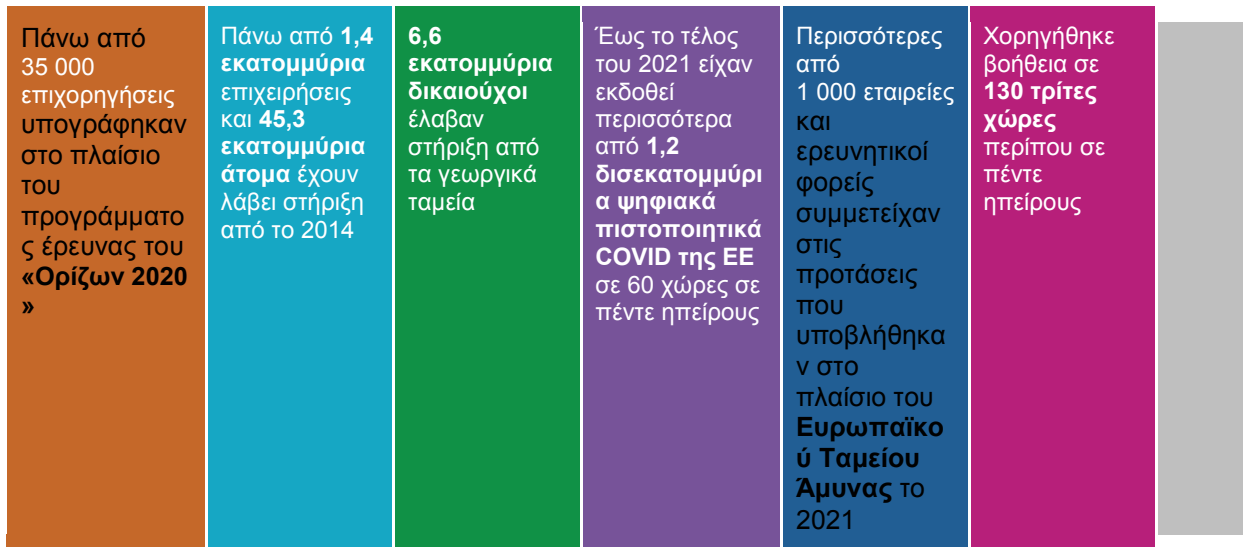 Πάνω από
35 000
επιχορηγήσεις
υπογράφηκαν
στο πλαίσιο
του
προγράμματο
ς έρευνας του
«Ορίζων 2020
»
Πάνω από 1,4
εκατομμύρια
επιχειρήσεις
και 45,3
εκατομμύρια
άτομα έχουν
λάβει στήριξη
από το 2014
6,6
εκατομμύρια
δικαιούχοι
έλαβαν
στήριξη από
τα γεωργικά
ταμεία
Έως το τέλος
του 2021 είχαν
εκδοθεί
περισσότερα
από 1,2
δισεκατομμύρι
α ψηφιακά
πιστοποιητικά
COVID της ΕΕ
σε 60 χώρες σε
πέντε ηπείρους
Περισσότερες
από
1 000 εταιρείες
και
ερευνητικοί
φορείς
συμμετείχαν
στις
προτάσεις
που
υποβλήθηκα
ν στο
πλαίσιο του
Ευρωπαϊκο
ύ Ταμείου
Άμυνας το
2021
Χορηγήθηκε
βοήθεια σε
130 τρίτες
χώρες
περίπου σε
πέντε
ηπείρους